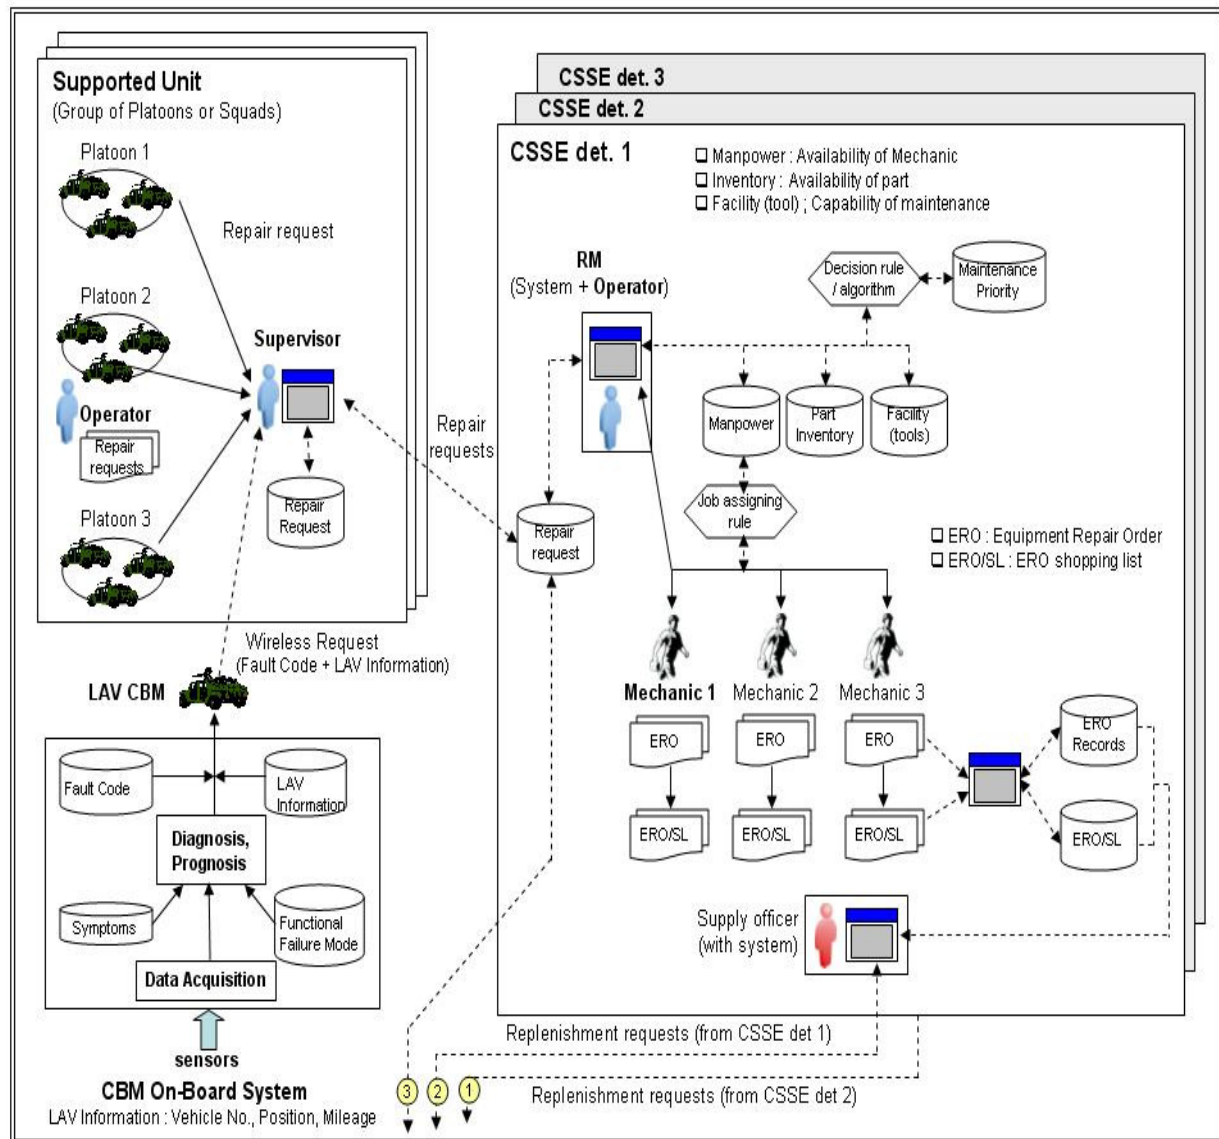 Supported Unit
(Group of Platoons or Squads)
Platoon 1
Repair request
Platoon 2
Supervisor
Operator
Repair
requests
Repair
Request
Platoon 3
Wireless Request
(Fault Code + LAV Information)
LAV CBM
Fault Code
LAV
Information
Diagnosis,
Prognosis
Symptoms
Functional
Failure Mode
Data Acquisition
sensors
CBM On-Board System
LAV Information : Vehicle No., Position, Mileage
Repair
requests
CSSE det. 3
CSSE det. 2
CSSE det. 1
Manpower : Availability of Mechanic
Inventory : Availability of part
Facility (tool) ; Capability of maintenance
RM
(System + Operator)
Decision rule
/ algorithm
Maintenance
Priority
Manpower
Part
Inventory
Facility
(tools)
Repair
request
Job assigning
rule
ERO : Equipment Repair Order
ERO/SL : ERO shopping list
Mechanic 1
Mechanic 2
Mechanic 3
ERO
ERO
ERO
ERO
Records
ERO/SL
ERO/SL
ERO/SL
ERO/SL
Supply officer
(with system)
Replenishment requests (from CSSE det 1)
3
2
1
Replenishment requests (from CSSE det 2)